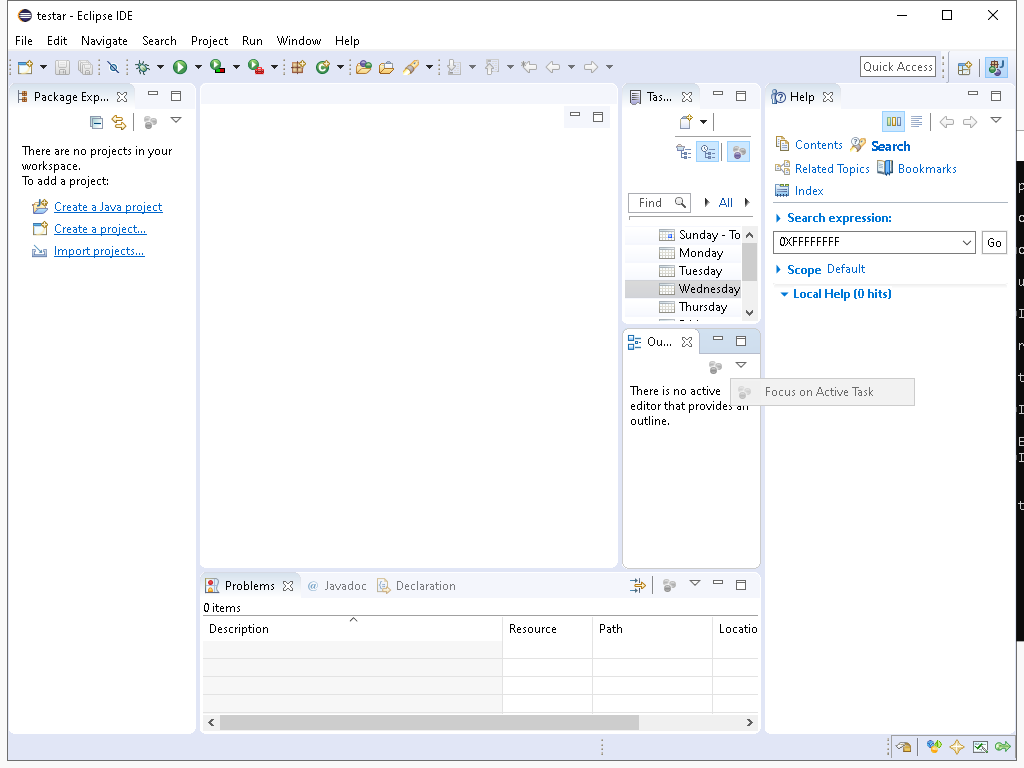 testar - Eclipse IDE
File Edit Navigate Search Project Run Window Help
Quick Access
Package Exp...
There are no projects in your
workspace.
To add a project:
Create a Java project
Create a project...
Import projects...
Tas...
Find
All
Sunday - To
Monday
Tuesday
Wednesday
Thursday
Ou...
There is no active
editor that provides an
outline.
Focus on Active Task
Help
Contents Search
Related Topics Bookmarks
Index
Search expression:
0XFFFFFFFF Go
Scope Default
Local Help (0 hits)
Problems @ Javadoc Declaration
0 items
Description Resource Path Locatio